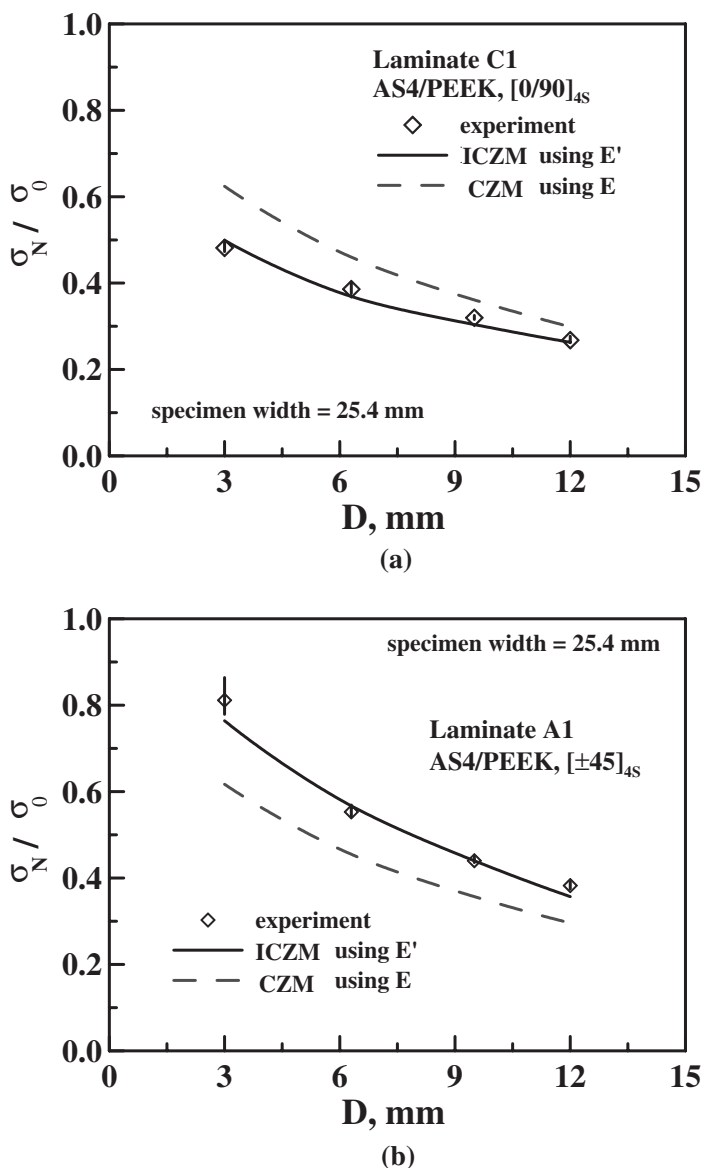 1.0
0.8
0.6
0.4
0.2
0.0
σN / σ0
Laminate C1
AS4/PEEK, [0/90]4S
experiment
ICZM using E'
CZM using E
specimen width = 25.4 mm
0 3 6 9 12 15
D, mm
(a)
1.0
0.8
0.6
0.4
0.2
0.0
σN / σ0
specimen width = 25.4 mm
Laminate A1
AS4/PEEK, [±45]4S
experiment
ICZM using E'
CZM using E
0 3 6 9 12 15
D, mm
(b)